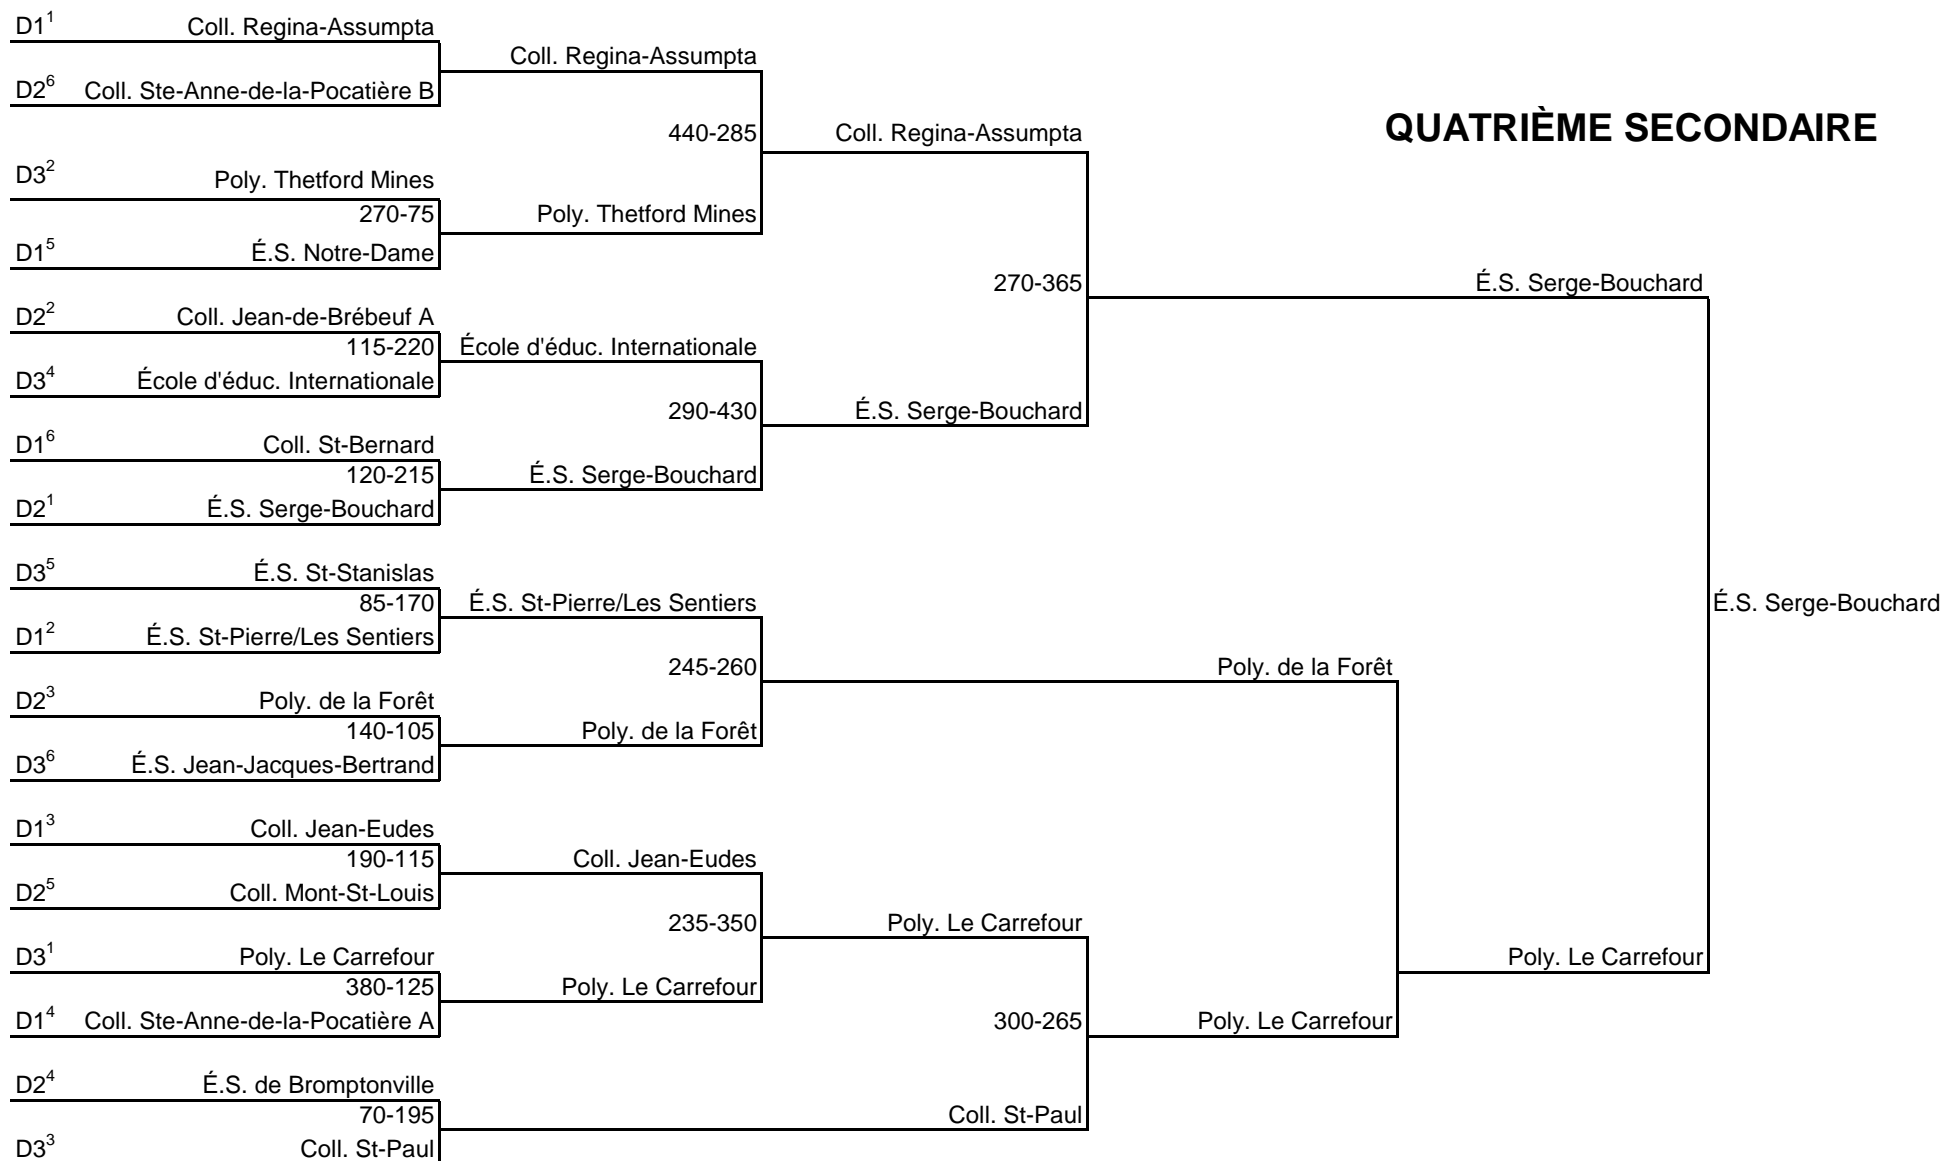 D1¹ Coll. Regina-Assumpta
Coll. Regina-Assumpta
D2⁶ Coll. Ste-Anne-de-la-Pocatière B
QUATRIÈME SECONDAIRE
440-285 Coll. Regina-Assumpta
D3² Poly. Thetford Mines
270-75 Poly. Thetford Mines
D1⁵ É.S. Notre-Dame
270-365 É.S. Serge-Bouchard
D2² Coll. Jean-de-Brébeuf A
115-220 École d'éduc. Internationale
D3⁴ École d'éduc. Internationale
290-430 É.S. Serge-Bouchard
D1⁶ Coll. St-Bernard
120-215 É.S. Serge-Bouchard
D2¹ É.S. Serge-Bouchard
D3⁵ É.S. St-Stanislas
85-170 É.S. St-Pierre/Les Sentiers É.S. Serge-Bouchard
D1² É.S. St-Pierre/Les Sentiers
245-260 Poly. de la Forêt
D2³ Poly. de la Forêt
140-105 Poly. de la Forêt
D3⁶ É.S. Jean-Jacques-Bertrand
D1³ Coll. Jean-Eudes
190-115 Coll. Jean-Eudes
D2⁵ Coll. Mont-St-Louis
235-350 Poly. Le Carrefour
D3¹ Poly. Le Carrefour Poly. Le Carrefour
380-125 Poly. Le Carrefour
D1⁴ Coll. Ste-Anne-de-la-Pocatière A 300-265 Poly. Le Carrefour
D2⁴ É.S. de Bromptonville
70-195 Coll. St-Paul
D3³ Coll. St-Paul